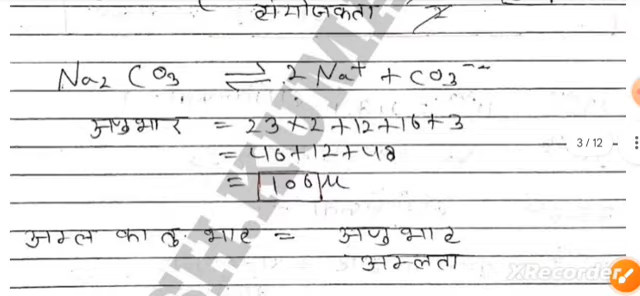 संयोजकता
Na2 CO3 ⇌ 2 Na+ + CO3--
अणुभार = 23×2+12+16+3
= 46+12+48
= 106 μ
3 / 12
अम्ल का तु. भार = अणुभार
अम्लता
XRecorder